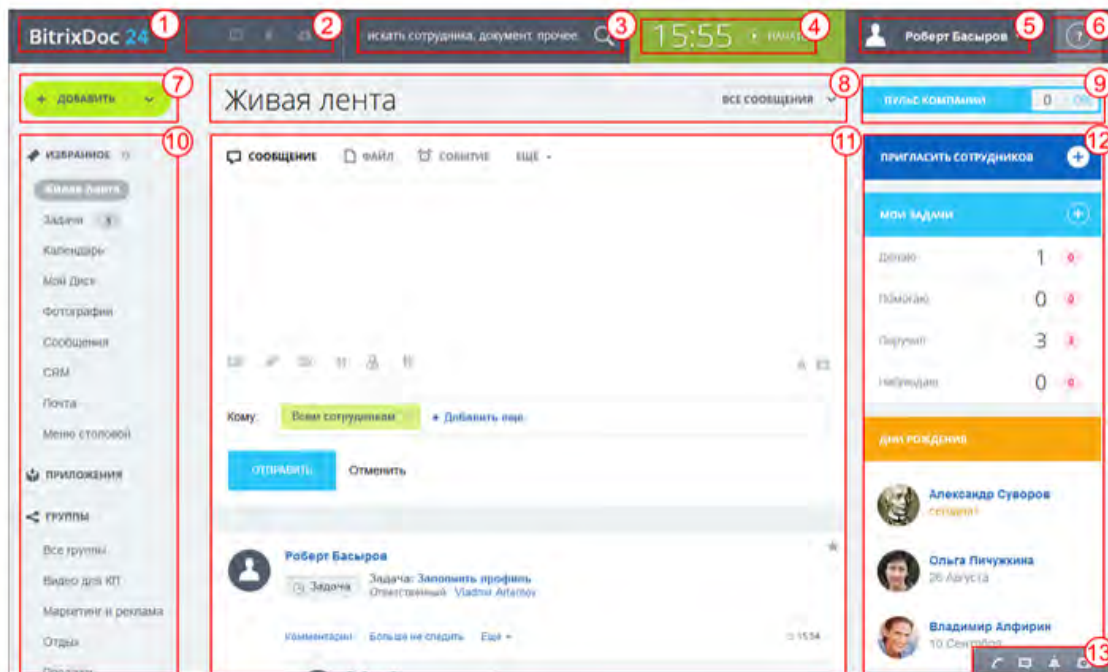 BitrixDoc 24
1
2
искать сотрудника, документ, прочее
3
15:55 НАЧАТЬ
4
Роберт Басыров
5
?
6
+ ДОБАВИТЬ
7
Живая лента
ВСЕ СООБЩЕНИЯ
8
ПУЛЬС КОМПАНИИ 0
9
ИЗБРАННОЕ
10
Живая лента
Задачи
Календарь
Мой Диск
Фотографии
Сообщения
CRM
Почта
Меню столовой
ПРИЛОЖЕНИЯ
ГРУППЫ
Все группы
Видео для КП
Маркетинг и реклама
Отдых
Продажи
СООБЩЕНИЕ ФАЙЛ СОБЫТИЕ ЕЩЁ
11
Кому: Всем сотрудникам + Добавить еще
ОТПРАВИТЬ Отменить
Роберт Басыров
Задача
Задача: Заполнить профиль
Ответственный: Vladimir Artemov
Комментарии Больше не следить Ещё
15:54
12
ПРИГЛАСИТЬ СОТРУДНИКОВ +
МОИ ЗАДАЧИ +
Делаю 1 0
Помогаю 0 0
Поручил 3
Наблюдаю 0 0
ДНИ РОЖДЕНИЯ
Александр Суворов
сегодня!
Ольга Пичужкина
26 Августа
Владимир Алфирин
10 Сентября
13